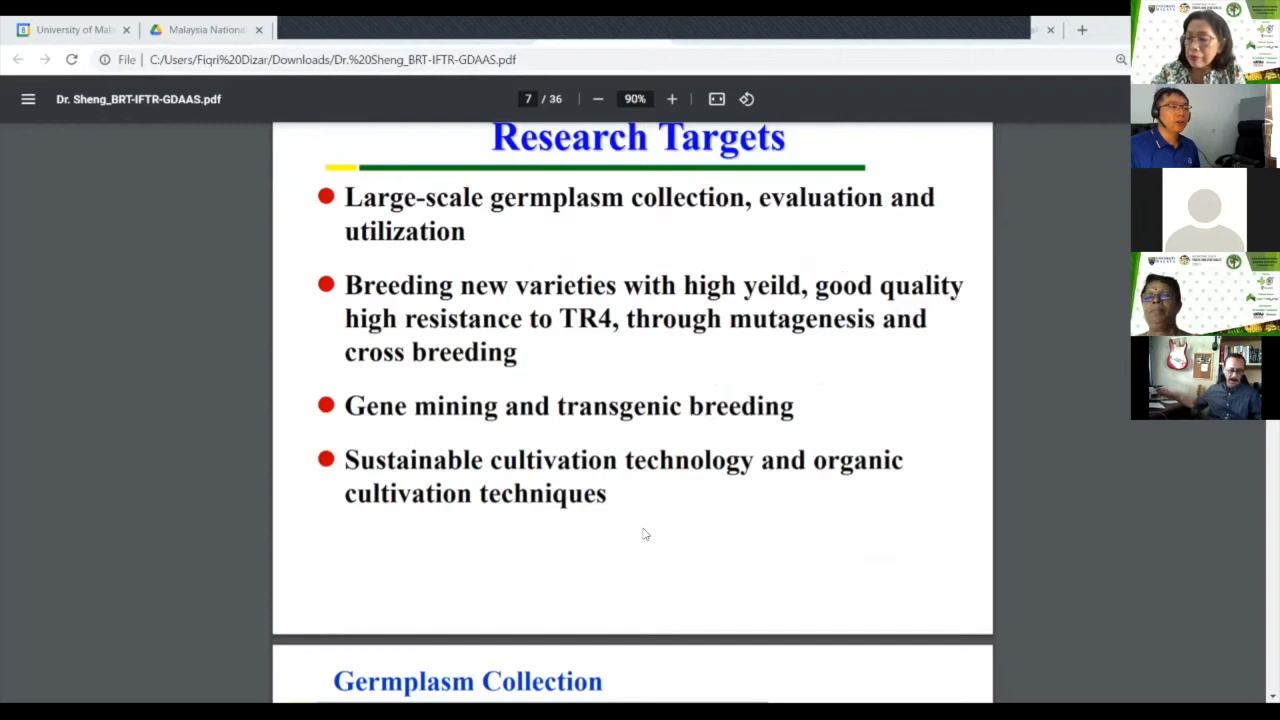 University of Mal
Malaysia Nationa
File
C:/Users/Fiqri%20Dizar/Downloads/Dr.%20Sheng_BRT-IFTR-GDAAS.pdf
Dr. Sheng_BRT-IFTR-GDAAS.pdf
7 / 36
90%
Research Targets
Large-scale germplasm collection, evaluation and
utilization
Breeding new varieties with high yeild, good quality
high resistance to TR4, through mutagenesis and
cross breeding
Gene mining and transgenic breeding
Sustainable cultivation technology and organic
cultivation techniques
Germplasm Collection